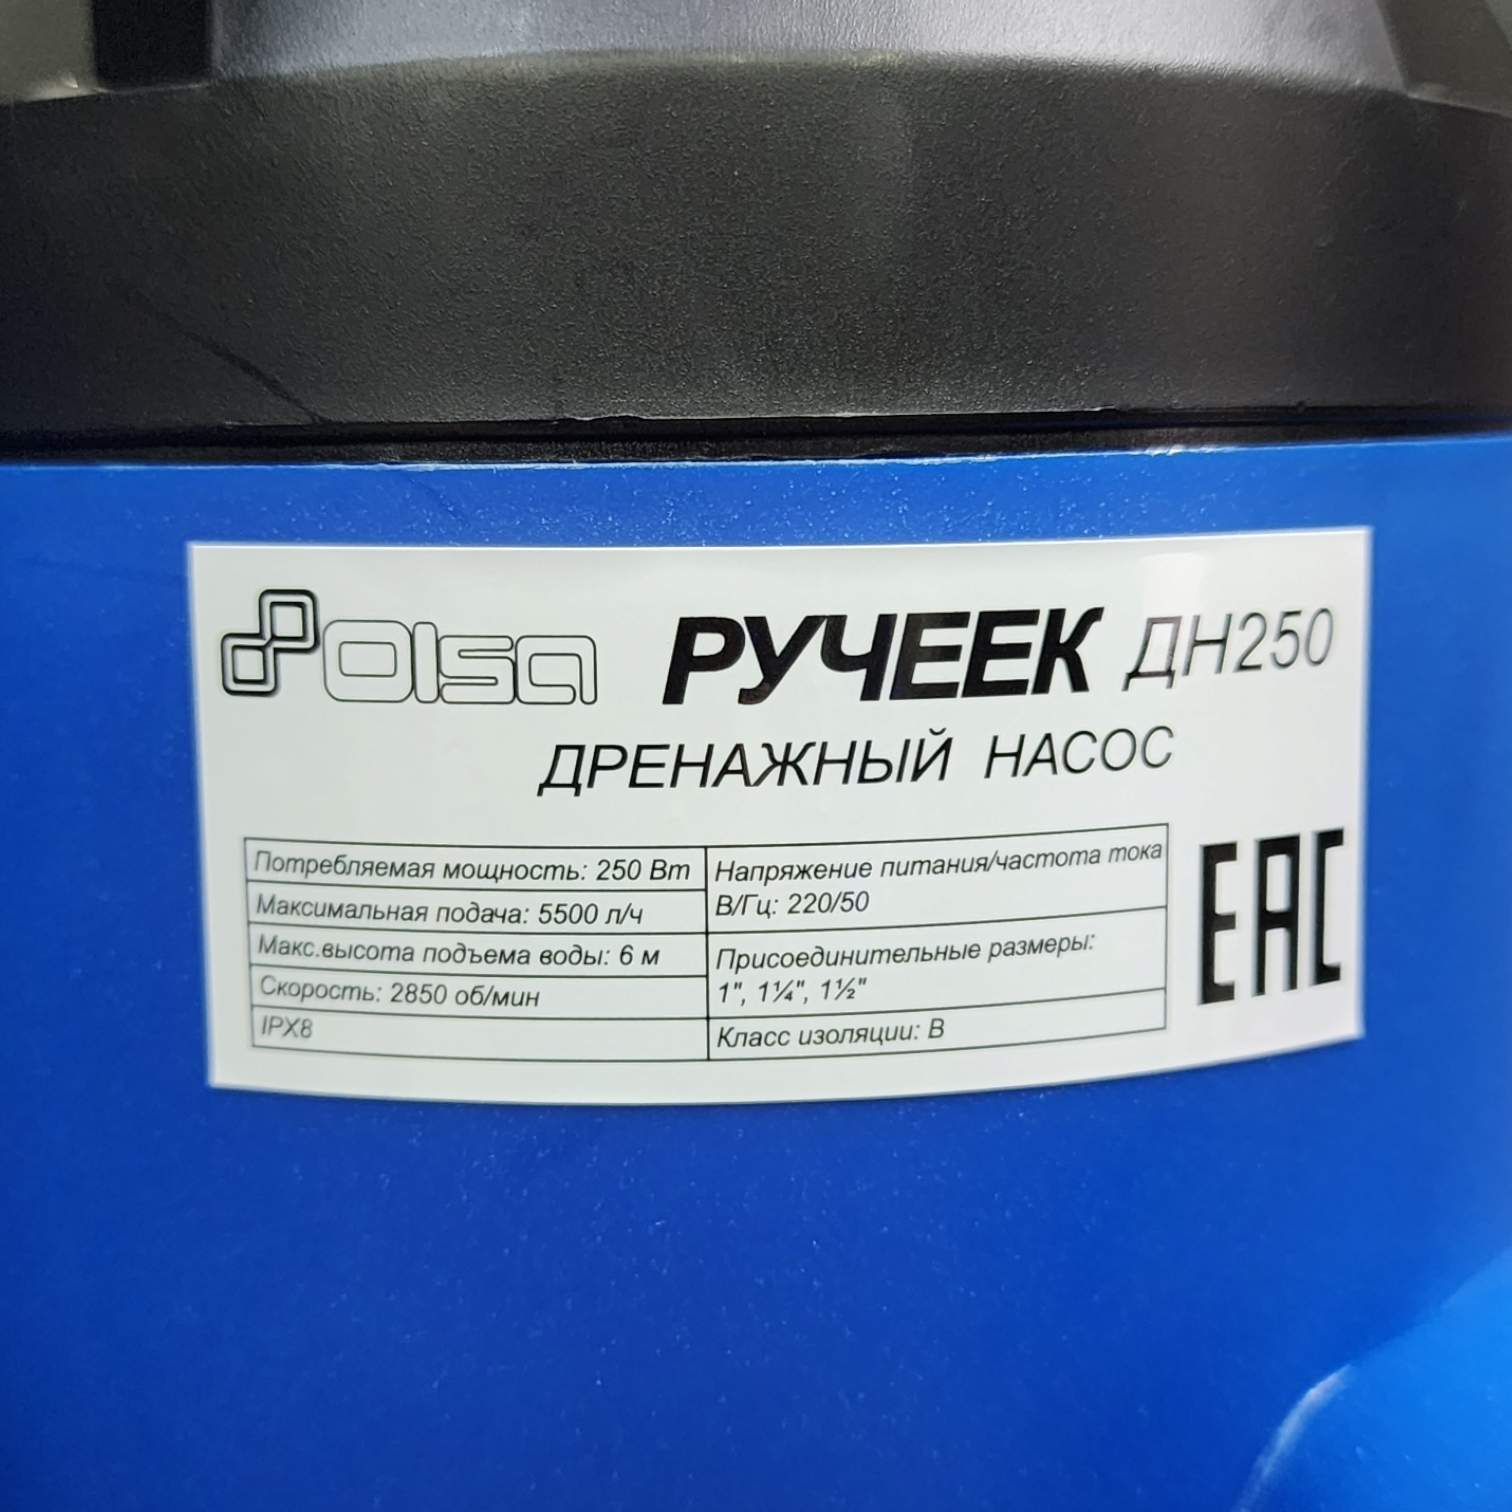 Olsa РУЧЕЕК ДН250
ДРЕНАЖНЫЙ НАСОС
Потребляемая мощность: 250 Вт
Максимальная подача: 5500 л/ч
Макс.высота подъема воды: 6 м
Скорость: 2850 об/мин
IPX8
Напряжение питания/частота тока
В/Гц: 220/50
Присоединительные размеры:
1", 1¼", 1½"
Класс изоляции: В
EAC